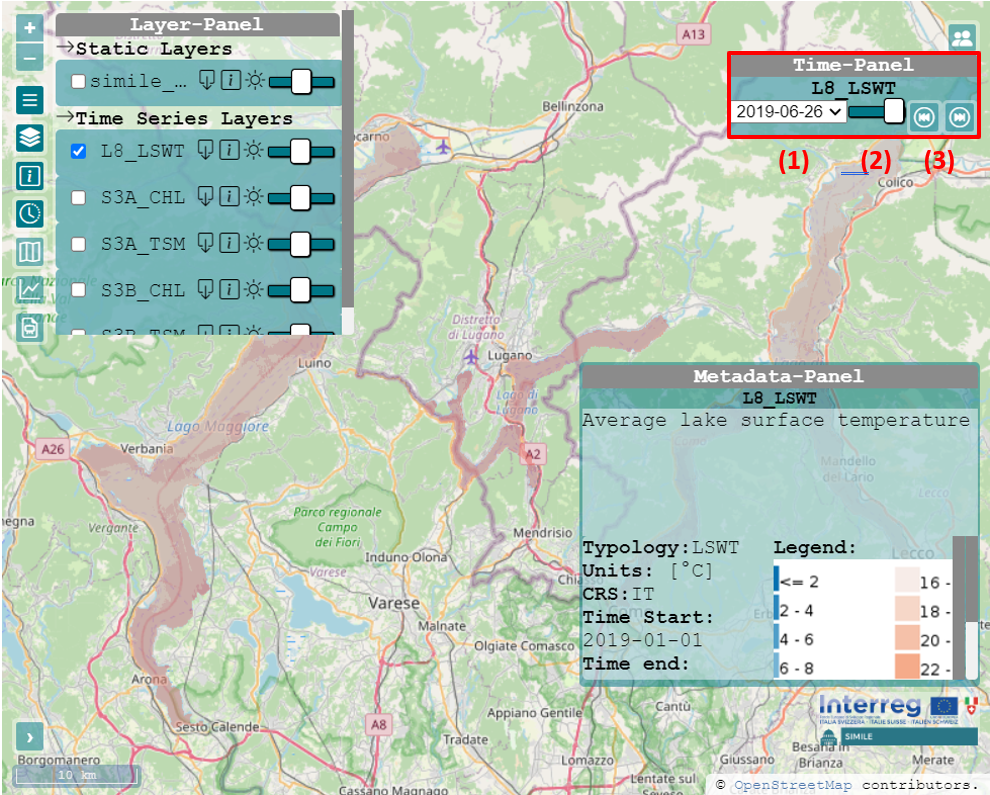 Layer-Panel
→Static Layers
simile_...
→Time Series Layers
L8_LSWT
S3A_CHL
S3A_TSM
S3B_CHL
S3B_TSM
A13
Bellinzona
Time-Panel
L8_LSWT
2019-06-26
(1) (2) (3)
Colico
Distretto
di Lugano
Lugano
Lago di
Lugano
Luino
Lago Maggiore
A26
Verbania
A2
Vergante
Parco regionale
Campo
dei Fiori
Mendrisio
Induno Olona
Varese
Varese
Malnate
Olgiate Comasco
Arona
Sesto Calende
A8
Appiano Gentile
Cantù
Tradate
Lomazzo
Borgomanero
10 km
Metadata-Panel
L8_LSWT
Average lake surface temperature
Mandello
del Lario
Lecco
Lecco
Typology:LSWT
Units: [°C]
CRS:IT
Time Start:
2019-01-01
Time end:
Legend:
<= 2
2 - 4
4 - 6
6 - 8
16 -
18 -
20 -
22 -
Interreg
ITALIA SVIZZERA · ITALIE SUISSE · ITALIEN SCHWEIZ
SIMILE
Besana in
Brianza
Giussano
Merate
Lentate sul
Seveso
© OpenStreetMap contributors.